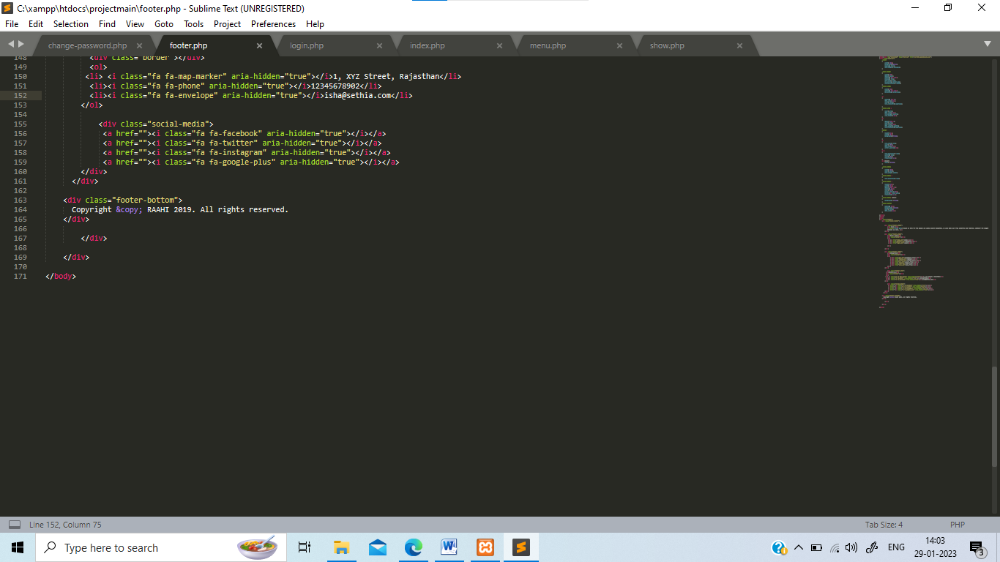 C:\xampp\htdocs\projectmain\footer.php - Sublime Text (UNREGISTERED)
File Edit Selection Find View Goto Tools Project Preferences Help
change-password.php footer.php login.php index.php menu.php show.php
148 <div class="border"></div>
149 <ol>
150 <li> <i class="fa fa-map-marker" aria-hidden="true"></i>1, XYZ Street, Rajasthan</li>
151 <li><i class="fa fa-phone" aria-hidden="true"></i>12345678902</li>
152 <li><i class="fa fa-envelope" aria-hidden="true"></i>isha@sethia.com</li>
153 </ol>
154
155 <div class="social-media">
156 <a href=""><i class="fa fa-facebook" aria-hidden="true"></i></a>
157 <a href=""><i class="fa fa-twitter" aria-hidden="true"></i></a>
158 <a href=""><i class="fa fa-instagram" aria-hidden="true"></i></a>
159 <a href=""><i class="fa fa-google-plus" aria-hidden="true"></i></a>
160 </div>
161 </div>
162
163 <div class="footer-bottom">
164 Copyright &copy; RAAHI 2019. All rights reserved.
165 </div>
166
167 </div>
168
169 </div>
170
171 </body>
Line 152, Column 75 Tab Size: 4 PHP
Type here to search
ENG
14:03
29-01-2023
3